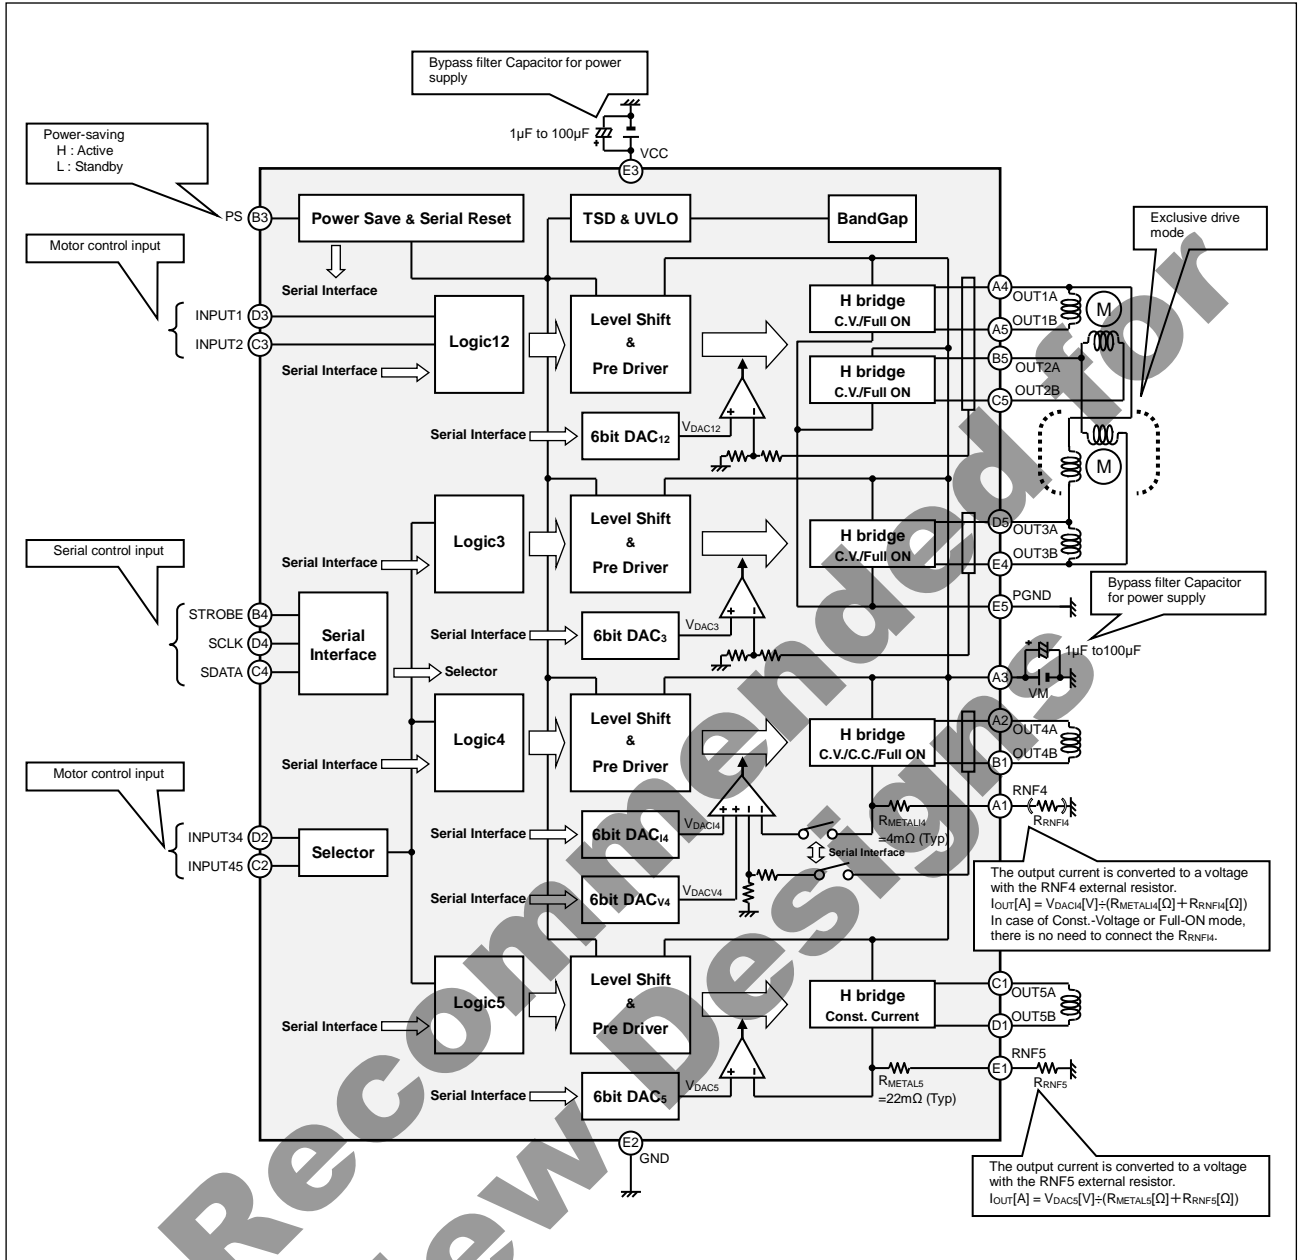 Bypass filter Capacitor for power
supply
1µF to 100µF
VCC
E3
Power-saving
H : Active
L : Standby
PS
B3
Power Save & Serial Reset
TSD & UVLO
BandGap
Exclusive drive
mode
Motor control input
Serial Interface
INPUT1
D3
INPUT2
C3
Logic12
Level Shift
&
Pre Driver
H bridge
C.V./Full ON
H bridge
C.V./Full ON
A4
OUT1A
A5
OUT1B
B5
OUT2A
C5
OUT2B
M
Serial Interface
Serial Interface
6bit DAC12
VDAC12
+
−
M
Serial control input
Logic3
Serial Interface
Level Shift
&
Pre Driver
H bridge
C.V./Full ON
D5
OUT3A
E4
OUT3B
E5
PGND
Bypass filter Capacitor
for power supply
1µF to100µF
A3
VM
STROBE
B4
SCLK
D4
SDATA
C4
Serial
Interface
Selector
Serial Interface
6bit DAC3
VDAC3
+
−
Logic4
Serial Interface
Level Shift
&
Pre Driver
H bridge
C.V./C.C./Full ON
A2
OUT4A
B1
OUT4B
A1
RNF4
RRNFI4
Motor control input
INPUT34
D2
INPUT45
C2
Selector
Serial Interface
6bit DACI4
VDACI4
+ + − −
RMETALI4
=4mΩ (Typ)
Serial Interface
Serial Interface
6bit DACV4
VDACV4
The output current is converted to a voltage
with the RNF4 external resistor.
IOUT[A] = VDACI4[V]÷(RMETALI4[Ω]+RRNFI4[Ω])
In case of Const.-Voltage or Full-ON mode,
there is no need to connect the RRNFI4.
Logic5
Serial Interface
Level Shift
&
Pre Driver
H bridge
Const. Current
C1
OUT5A
D1
OUT5B
E1
RNF5
RRNF5
Serial Interface
6bit DAC5
VDAC5
+
−
RMETAL5
=22mΩ (Typ)
E2
GND
The output current is converted to a voltage
with the RNF5 external resistor.
IOUT[A] = VDAC5[V]÷(RMETAL5[Ω]+RRNF5[Ω])
Recommended for
New Designs